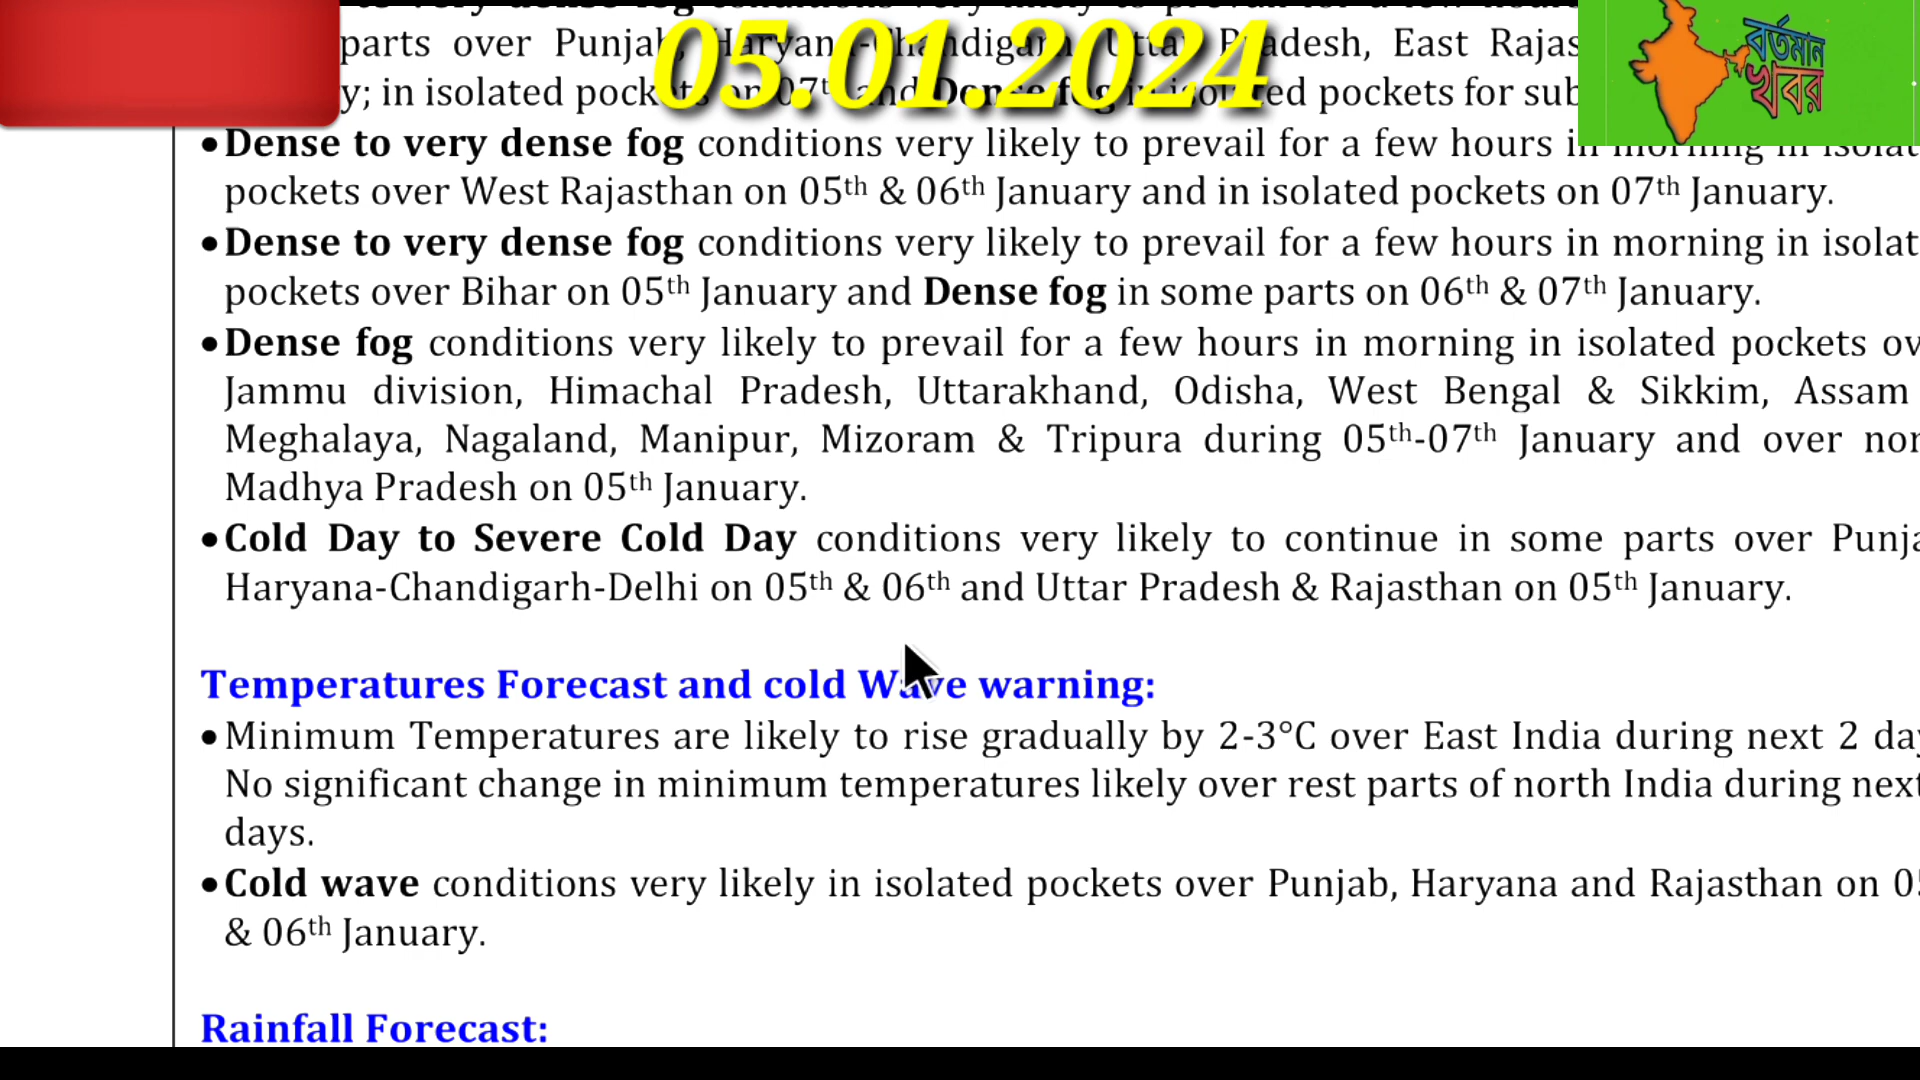 dense fog
parts over Punjab, Haryana-Chandigarh, Uttar Pradesh, East
05.01.2024
বর্তমান
খবর
in isolated pockets on 07th and Dense fog in isolated pockets for
Dense to very dense fog conditions very likely to prevail for a few hours in morning in
pockets over West Rajasthan on 05th & 06th January and in isolated pockets on 07th January.
Dense to very dense fog conditions very likely to prevail for a few hours in morning in
pockets over Bihar on 05th January and Dense fog in some parts on 06th & 07th January.
Dense fog conditions very likely to prevail for a few hours in morning in isolated pockets
Jammu division, Himachal Pradesh, Uttarakhand, Odisha, West Bengal & Sikkim, Assam
Meghalaya, Nagaland, Manipur, Mizoram & Tripura during 05th-07th January and over
Madhya Pradesh on 05th January.
Cold Day to Severe Cold Day conditions very likely to continue in some parts over
Haryana-Chandigarh-Delhi on 05th & 06th and Uttar Pradesh & Rajasthan on 05th January.
Temperatures Forecast and cold Wave warning:
Minimum Temperatures are likely to rise gradually by 2-3°C over East India during next 2
No significant change in minimum temperatures likely over rest parts of north India during next
days.
Cold wave conditions very likely in isolated pockets over Punjab, Haryana and Rajasthan on
& 06th January.
Rainfall Forecast: